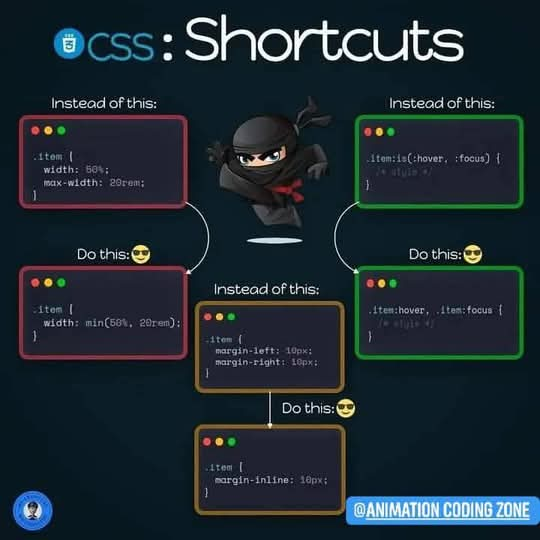 css : Shortcuts
Instead of this:
.item {
width: 50%;
max-width: 20rem;
}
Do this:
.item {
width: min(50%, 20rem);
}
Instead of this:
.item:is(:hover, :focus) {
/* style */
}
Do this:
.item:hover, .item:focus {
/* style */
}
Instead of this:
.item {
margin-left: 10px;
margin-right: 10px;
}
Do this:
.item {
margin-inline: 10px;
}
@ANIMATION CODING ZONE